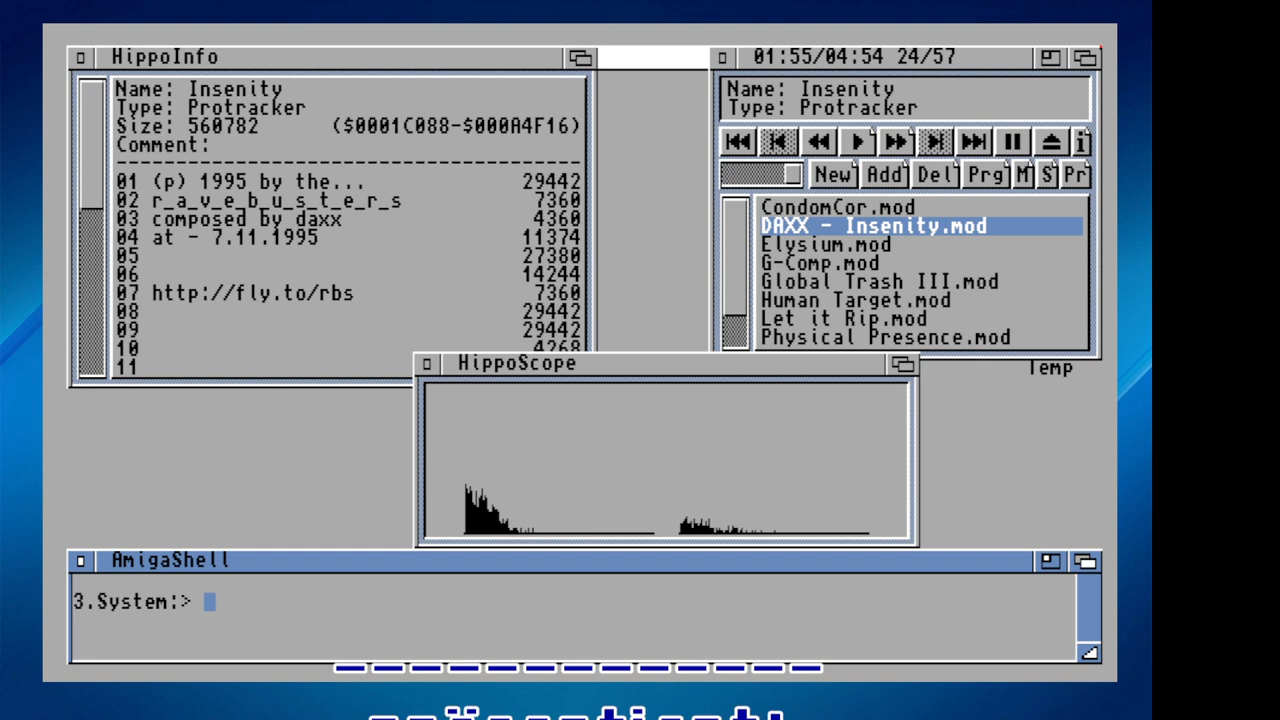 HippoInfo
Name: Insenity
Type: Protracker
Size: 560782 ($0001C088-$000A4F16)
Comment:
----------------------------------------
01 (p) 1995 by the... 29442
02 r_a_v_e_b_u_s_t_e_r_s 7360
03 composed by daxx 4360
04 at - 7.11.1995 11374
05 27380
06 14244
07 http://fly.to/rbs 7360
08 29442
09 29442
10 4268
11
01:55/04:54 24/57
Name: Insenity
Type: Protracker
i
New Add Del Prg M S Pr
CondomCor.mod
DAXX - Insenity.mod
Elysium.mod
G-Comp.mod
Global Trash III.mod
Human Target.mod
Let it Rip.mod
Physical Presence.mod
Temp
HippoScope
AmigaShell
3.System:>